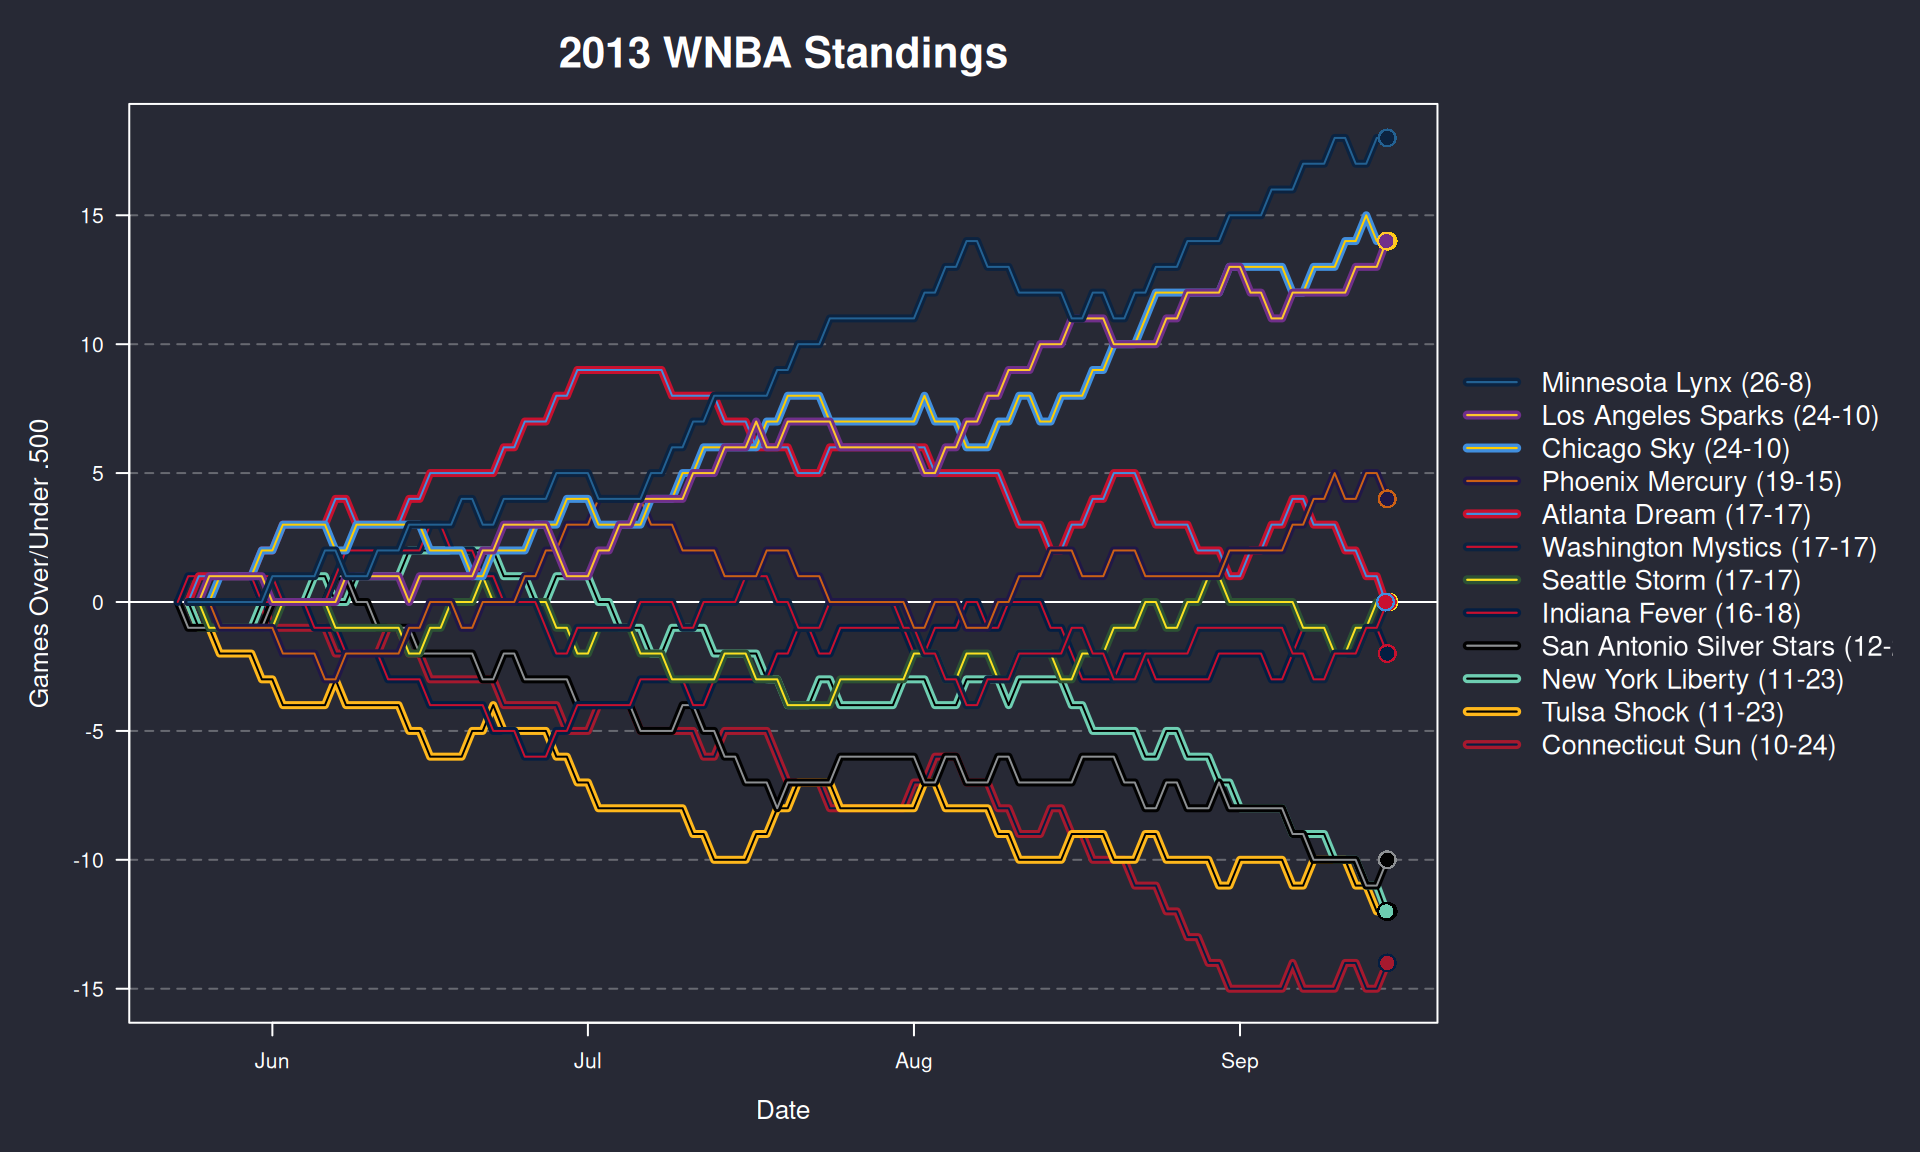 2013 WNBA Standings
Games Over/Under .500
15
10
5
0
-5
-10
-15
Jun
Jul
Aug
Sep
Date
Minnesota Lynx (26-8)
Los Angeles Sparks (24-10)
Chicago Sky (24-10)
Phoenix Mercury (19-15)
Atlanta Dream (17-17)
Washington Mystics (17-17)
Seattle Storm (17-17)
Indiana Fever (16-18)
San Antonio Silver Stars (12-
New York Liberty (11-23)
Tulsa Shock (11-23)
Connecticut Sun (10-24)